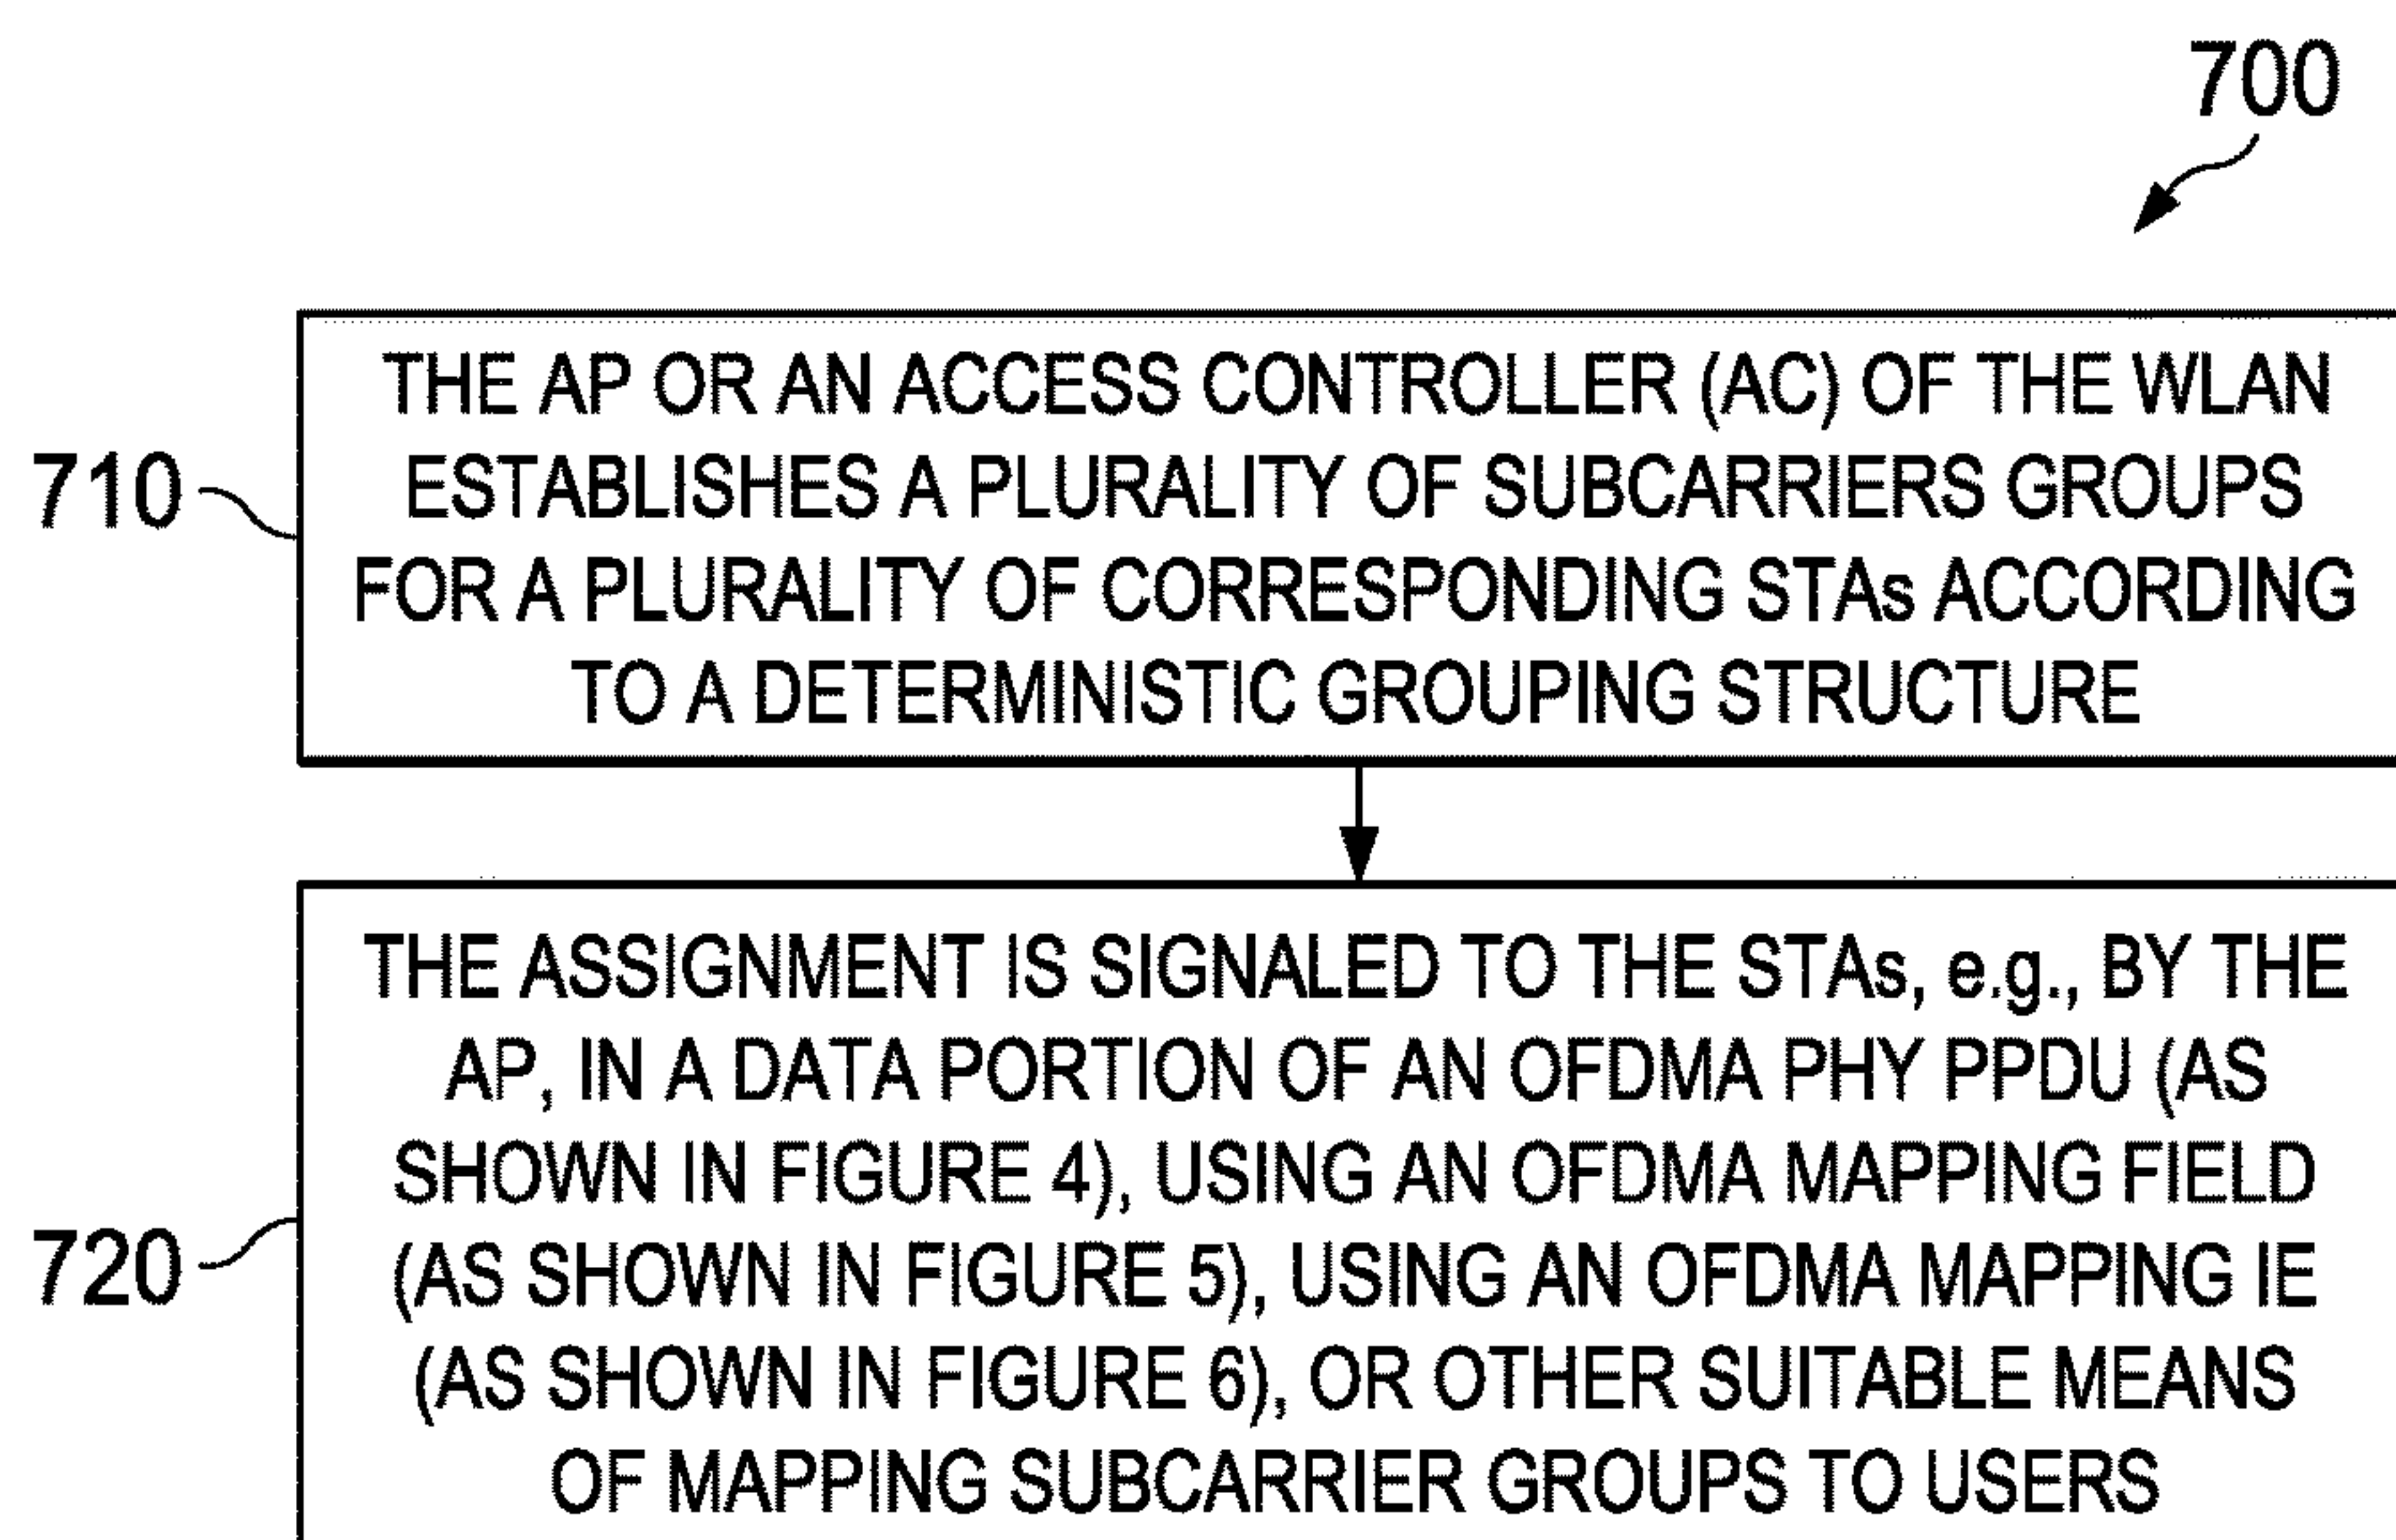 700
710
THE AP OR AN ACCESS CONTROLLER (AC) OF THE WLAN
ESTABLISHES A PLURALITY OF SUBCARRIERS GROUPS
FOR A PLURALITY OF CORRESPONDING STAs ACCORDING
TO A DETERMINISTIC GROUPING STRUCTURE
720
THE ASSIGNMENT IS SIGNALED TO THE STAs, e.g., BY THE
AP, IN A DATA PORTION OF AN OFDMA PHY PPDU (AS
SHOWN IN FIGURE 4), USING AN OFDMA MAPPING FIELD
(AS SHOWN IN FIGURE 5), USING AN OFDMA MAPPING IE
(AS SHOWN IN FIGURE 6), OR OTHER SUITABLE MEANS
OF MAPPING SUBCARRIER GROUPS TO USERS